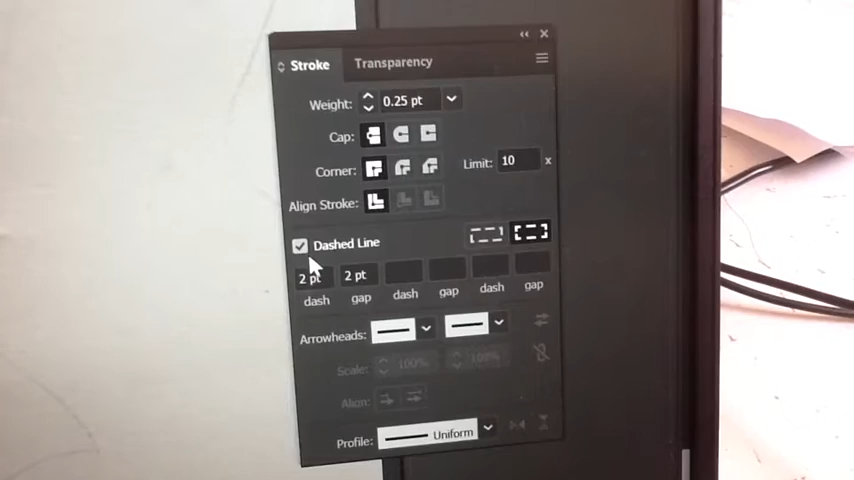 Stroke Transparency
Weight: 0.25 pt
Cap:
Corner: Limit: 10 x
Align Stroke:
Dashed Line
2 pt 2 pt
dash gap dash gap dash gap
Arrowheads:
Scale: 100% 100%
Align:
Profile: Uniform